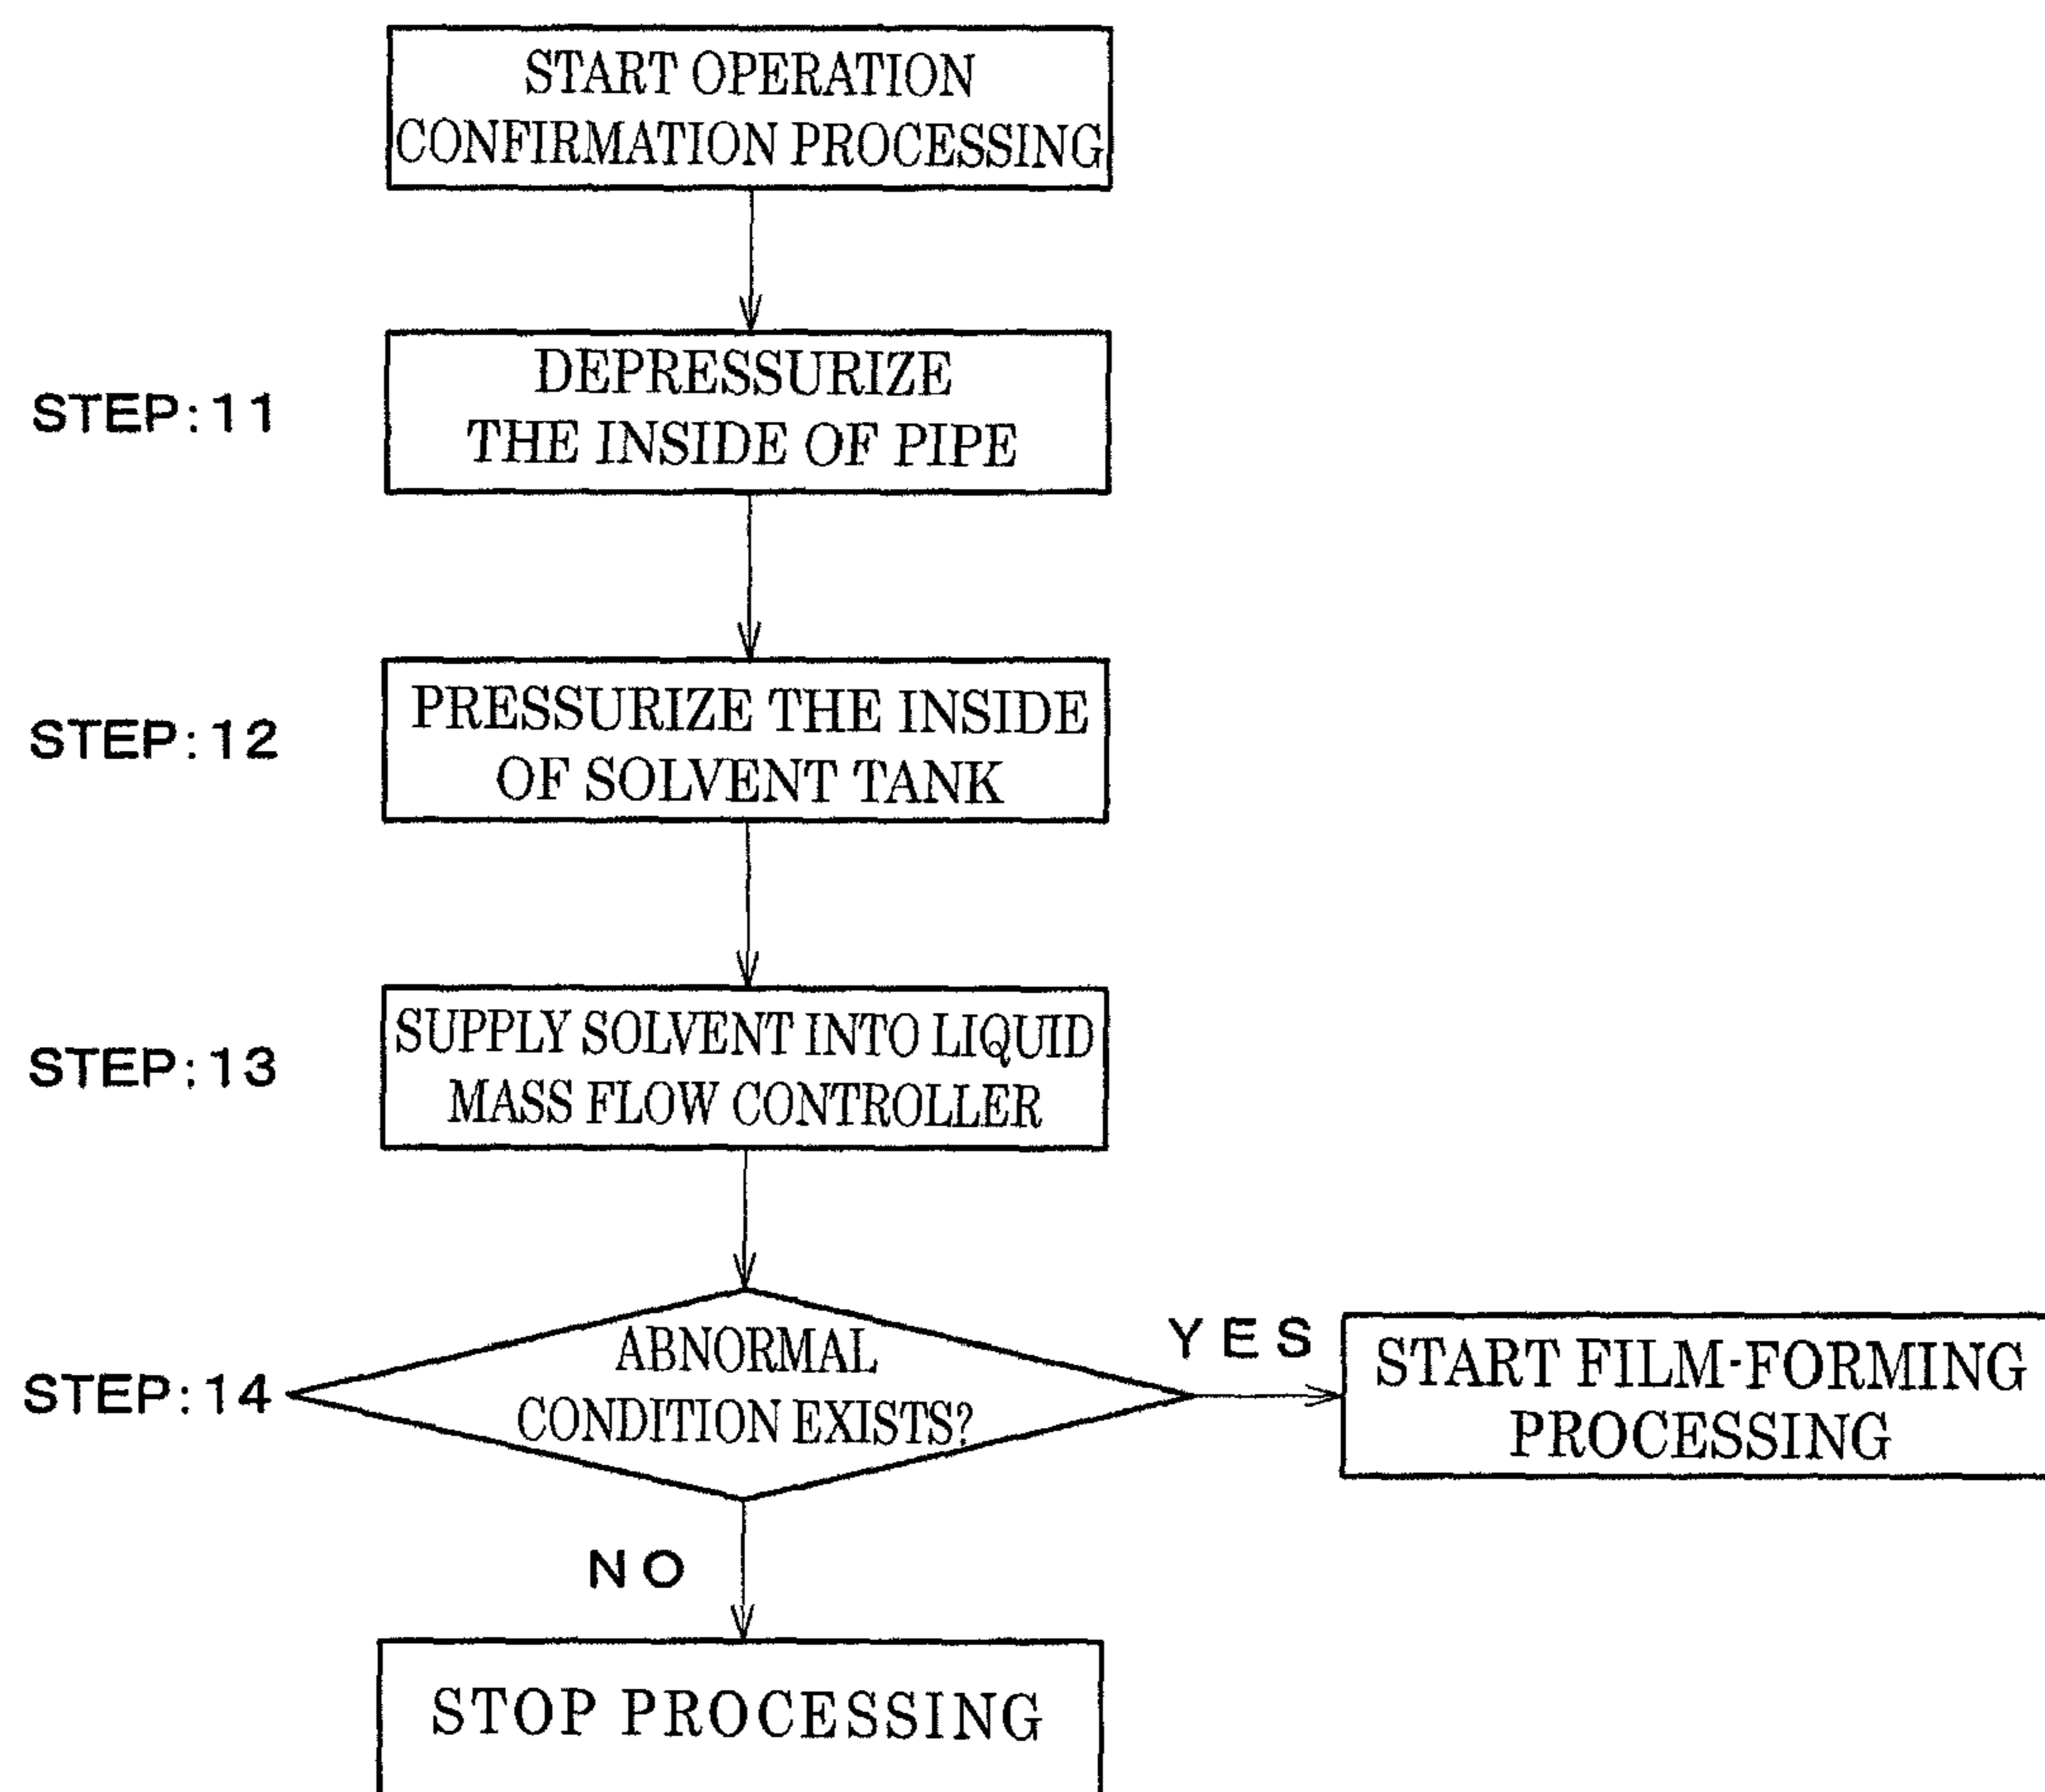 START OPERATION
CONFIRMATION PROCESSING
STEP:11
DEPRESSURIZE
THE INSIDE OF PIPE
STEP:12
PRESSURIZE THE INSIDE
OF SOLVENT TANK
STEP:13
SUPPLY SOLVENT INTO LIQUID
MASS FLOW CONTROLLER
STEP:14
ABNORMAL
CONDITION EXISTS?
YES
START FILM-FORMING
PROCESSING
NO
STOP PROCESSING